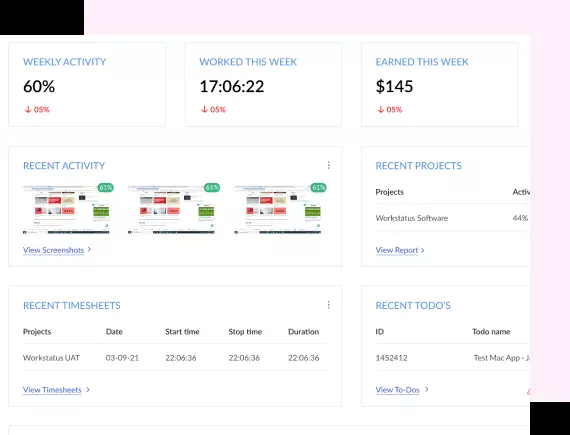 WEEKLY ACTIVITY
60%
05%
WORKED THIS WEEK
17:06:22
05%
EARNED THIS WEEK
$145
05%
RECENT ACTIVITY
61% 61% 61%
View Screenshots
RECENT PROJECTS
Projects Activ
Workstatus Software 44%
View Report
RECENT TIMESHEETS
Projects Date Start time Stop time Duration
Workstatus UAT 03-09-21 22:06:36 22:06:36 22:06:36
View Timesheets
RECENT TODO'S
ID Todo name
1452412 Test Mac App -
View To-Dos